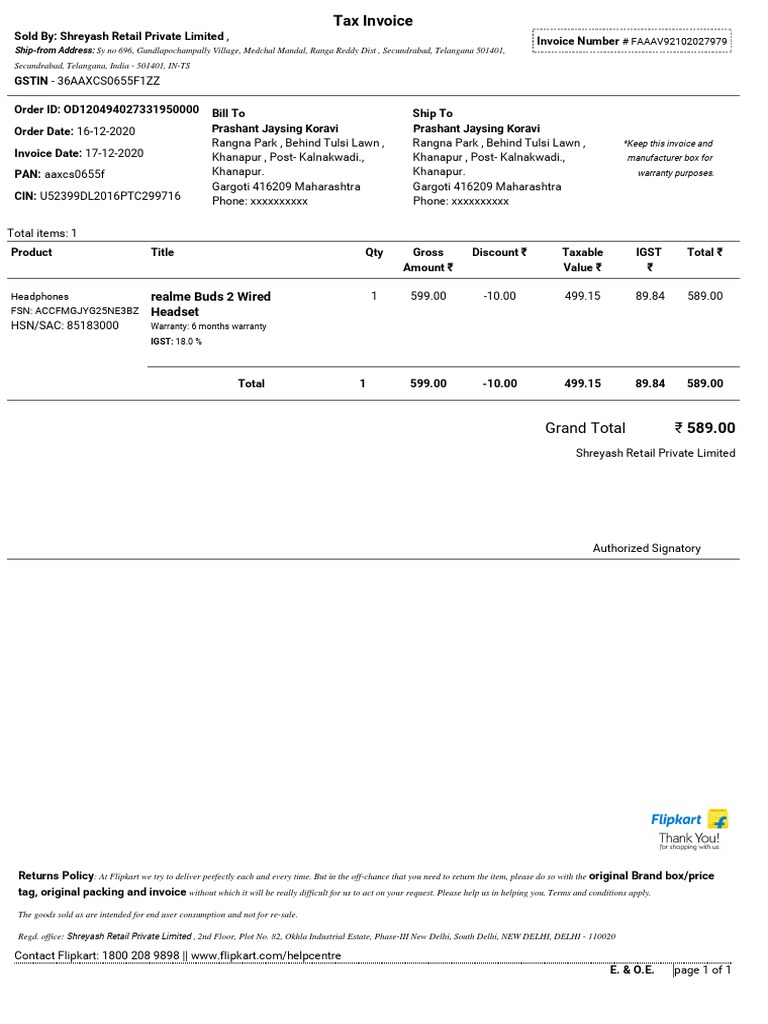 Tax Invoice
Sold By: Shreyash Retail Private Limited ,
Ship-from Address: Sy no 696, Gundlapochampally Village, Medchal Mandal, Ranga Reddy Dist , Secundrabad, Telangana 501401,
Secundrabad, Telangana, India - 501401, IN-TS
GSTIN - 36AAXCS0655F1ZZ
Invoice Number # FAAAV92102027979
Order ID: OD120494027331950000
Order Date: 16-12-2020
Invoice Date: 17-12-2020
PAN: aaxcs0655f
CIN: U52399DL2016PTC299716
Bill To
Prashant Jaysing Koravi
Rangna Park , Behind Tulsi Lawn ,
Khanapur , Post- Kalnakwadi.,
Khanapur.
Gargoti 416209 Maharashtra
Phone: xxxxxxxxxx
Ship To
Prashant Jaysing Koravi
Rangna Park , Behind Tulsi Lawn ,
Khanapur , Post- Kalnakwadi.,
Khanapur.
Gargoti 416209 Maharashtra
Phone: xxxxxxxxxx
*Keep this invoice and
manufacturer box for
warranty purposes.
Total items: 1
Product Title Qty Gross Discount ₹ Taxable IGST Total ₹
Amount ₹ Value ₹ ₹
Headphones
FSN: ACCFMGJYG25NE3BZ
HSN/SAC: 85183000
realme Buds 2 Wired
Headset
Warranty: 6 months warranty
IGST: 18.0 %
1 599.00 -10.00 499.15 89.84 589.00
Total 1 599.00 -10.00 499.15 89.84 589.00
Grand Total ₹ 589.00
Shreyash Retail Private Limited
Authorized Signatory
Flipkart
Thank You!
for shopping with us
Returns Policy: At Flipkart we try to deliver perfectly each and every time. But in the off-chance that you need to return the item, please do so with the original Brand box/price
tag, original packing and invoice without which it will be really difficult for us to act on your request. Please help us in helping you. Terms and conditions apply.
The goods sold as are intended for end user consumption and not for re-sale.
Regd. office: Shreyash Retail Private Limited , 2nd Floor, Plot No. 82, Okhla Industrial Estate, Phase-III New Delhi, South Delhi, NEW DELHI, DELHI - 110020
Contact Flipkart: 1800 208 9898 || www.flipkart.com/helpcentre
E. & O.E. page 1 of 1